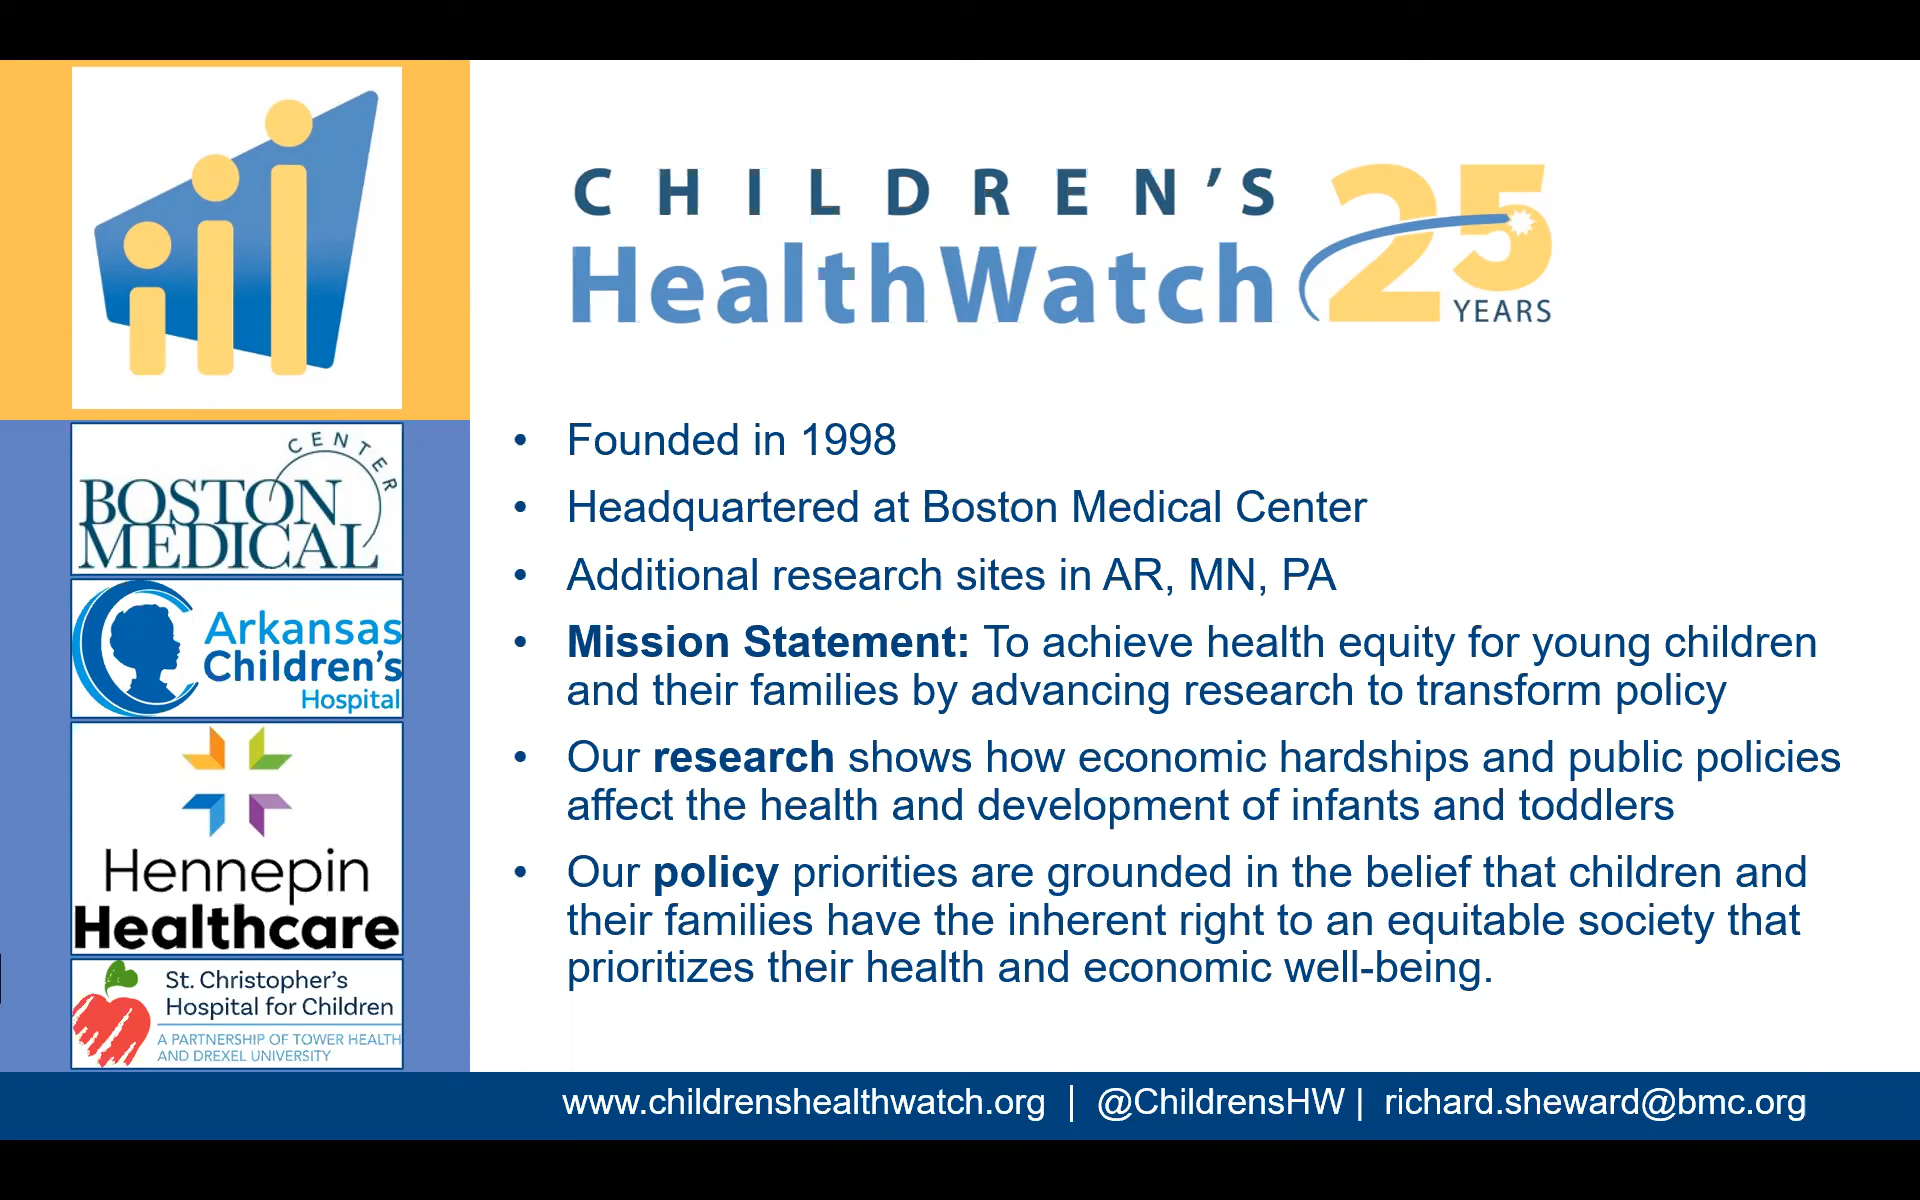 CHILDREN'S
HealthWatch
25
YEARS
CENTER
BOSTON
MEDICAL
Arkansas
Children's
Hospital
Hennepin
Healthcare
St. Christopher's
Hospital for Children
A PARTNERSHIP OF TOWER HEALTH
AND DREXEL UNIVERSITY
• Founded in 1998
• Headquartered at Boston Medical Center
• Additional research sites in AR, MN, PA
• Mission Statement: To achieve health equity for young children
and their families by advancing research to transform policy
• Our research shows how economic hardships and public policies
affect the health and development of infants and toddlers
• Our policy priorities are grounded in the belief that children and
their families have the inherent right to an equitable society that
prioritizes their health and economic well-being.
www.childrenshealthwatch.org | @ChildrensHW | richard.sheward@bmc.org